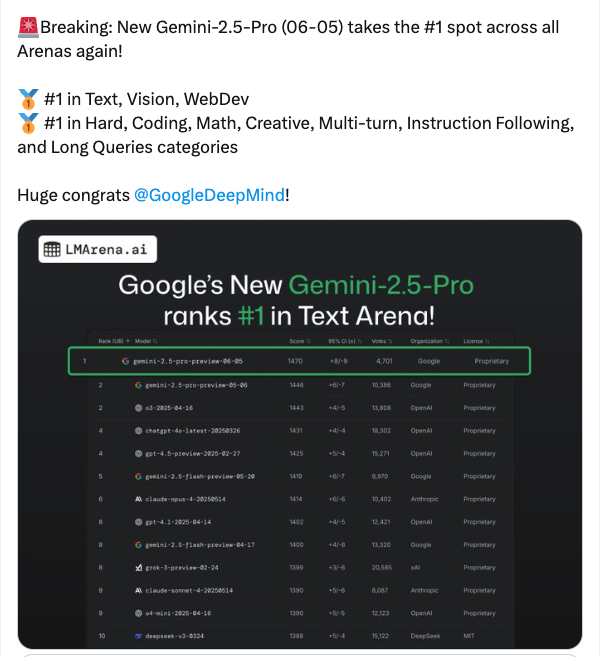 🚨Breaking: New Gemini-2.5-Pro (06-05) takes the #1 spot across all
Arenas again!
🥇 #1 in Text, Vision, WebDev
🥇 #1 in Hard, Coding, Math, Creative, Multi-turn, Instruction Following,
and Long Queries categories
Huge congrats @GoogleDeepMind!
LMArena.ai
Google's New Gemini-2.5-Pro
ranks #1 in Text Arena!
Rank (UB) Model Score 95% CI (±) Votes Organization License
1 gemini-2.5-pro-preview-06-05 1470 +8/-9 4,701 Google Proprietary
2 gemini-2.5-pro-preview-05-06 1446 +6/-7 10,386 Google Proprietary
2 o3-2025-04-16 1443 +4/-5 13,808 OpenAI Proprietary
4 chatgpt-4o-latest-20250326 1431 +4/-4 18,302 OpenAI Proprietary
4 gpt-4.5-preview-2025-02-27 1425 +5/-4 15,271 OpenAI Proprietary
5 gemini-2.5-flash-preview-05-20 1419 +6/-7 9,970 Google Proprietary
6 claude-opus-4-20250514 1414 +6/-6 10,402 Anthropic Proprietary
8 gpt-4.1-2025-04-14 1402 +4/-5 12,421 OpenAI Proprietary
8 gemini-2.5-flash-preview-04-17 1400 +4/-6 13,320 Google Proprietary
8 grok-3-preview-02-24 1399 +3/-6 20,585 xAI Proprietary
9 claude-sonnet-4-20250514 1390 +5/-6 8,087 Anthropic Proprietary
9 o4-mini-2025-04-16 1390 +5/-5 12,123 OpenAI Proprietary
10 deepseek-v3-0324 1388 +5/-4 15,122 DeepSeek MIT